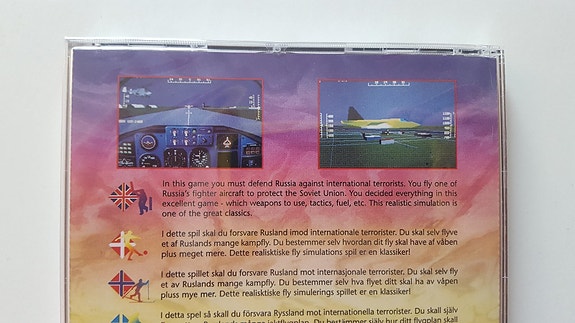 In this game you must defend Russia against international terrorists. You fly one of
Russia's fighter aircraft to protect the Soviet Union. You decided everything in this
excellent game - which weapons to use, tactics, fuel, etc. This realistic simulation is
one of the great classics.
I dette spil skal du forsvare Rusland imod internationale terrorister. Du skal selv flyve
et af Ruslands mange kampfly. Du bestemmer selv hvordan dit fly skal have af våben
pluss mere. Dette realisktiske fly simulations spil er en klassiker!
I dette spillet skal du forsvare Rusland mot internasjonale terrorister. Du skal selv fly
et av Ruslands mange kampfly. Du bestemmer selv hva flyet ditt skal ha av våpen
pluss mye mer. Dette realisktiske fly simulerings spillet er en klassiker!
I detta spel så skall du försvara Ryssland mot internationella terrorister. Du skall själv